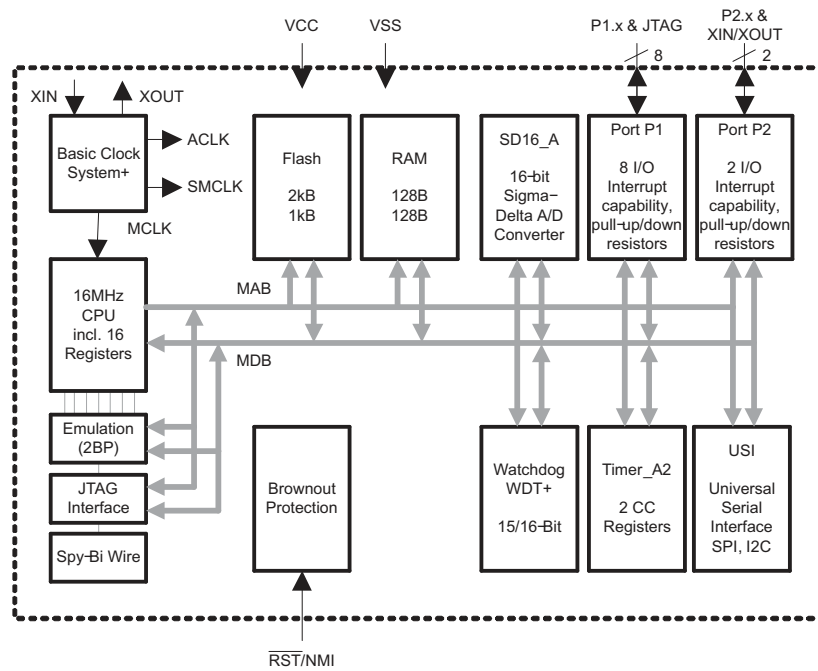 VCC
VSS
P1.x & JTAG
8
P2.x &
XIN/XOUT
2
XIN
XOUT
Basic Clock
System+
ACLK
SMCLK
MCLK
Flash
2kB
1kB
RAM
128B
128B
SD16_A
16-bit
Sigma-
Delta A/D
Converter
Port P1
8 I/O
Interrupt
capability,
pull-up/down
resistors
Port P2
2 I/O
Interrupt
capability,
pull-up/down
resistors
16MHz
CPU
incl. 16
Registers
MAB
MDB
Emulation
(2BP)
JTAG
Interface
Spy-Bi Wire
Brownout
Protection
Watchdog
WDT+
15/16-Bit
Timer_A2
2 CC
Registers
USI
Universal
Serial
Interface
SPI, I2C
RST/NMI